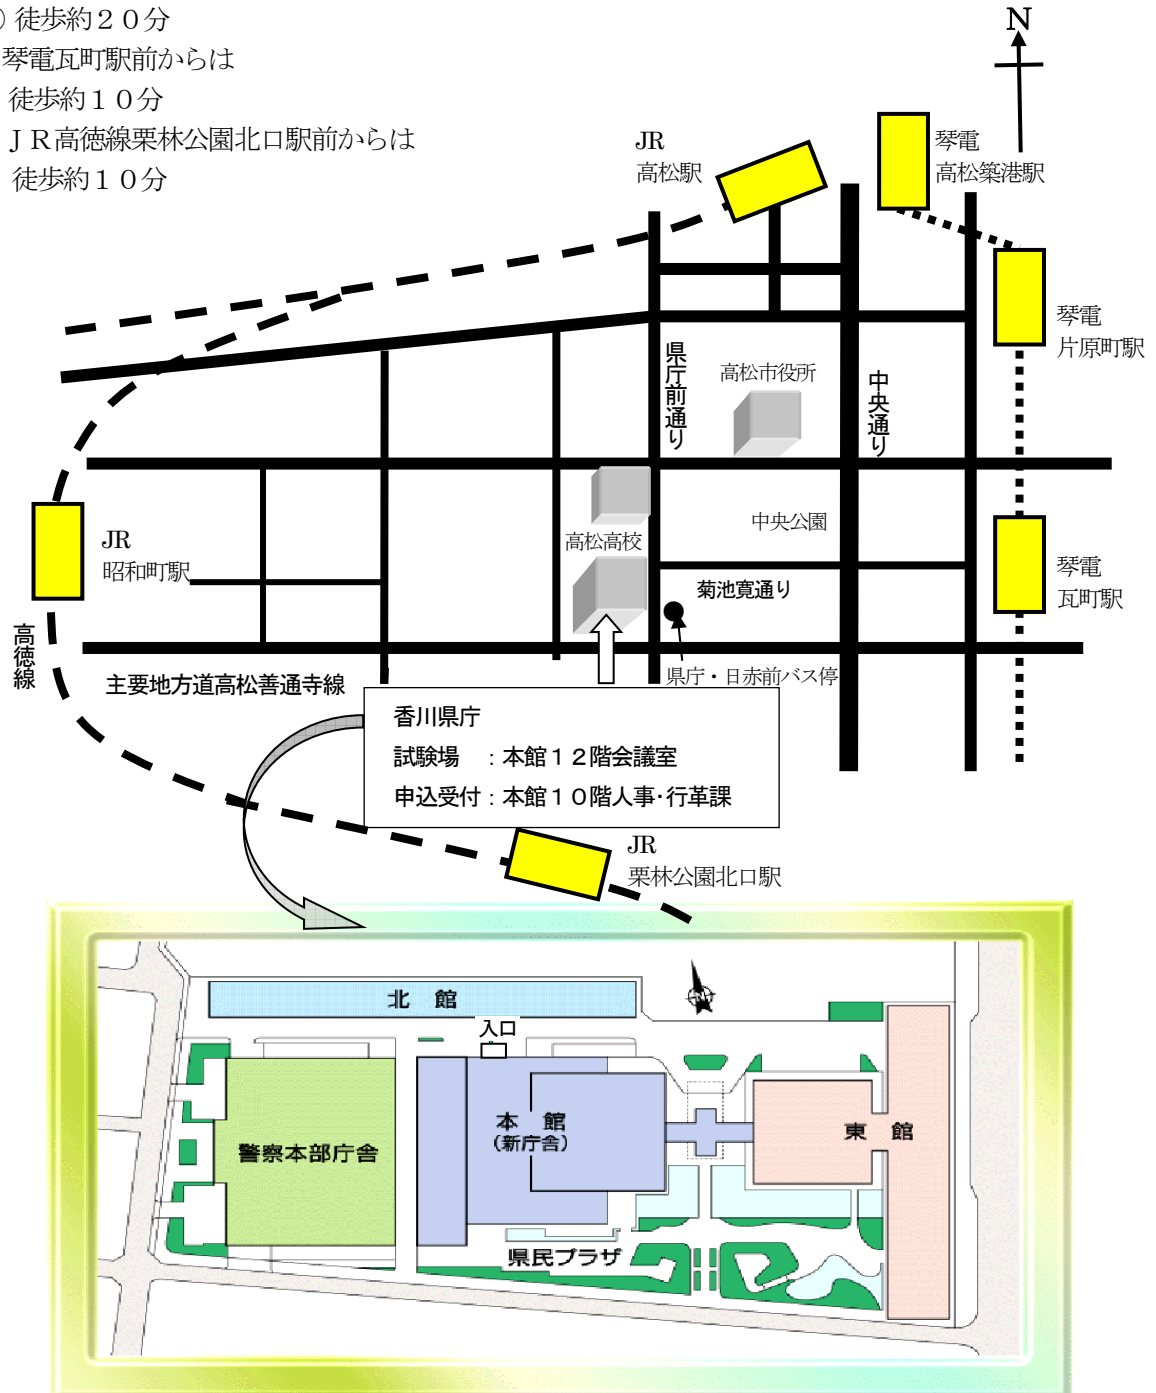 ) 徒歩約２０分
琴電瓦町駅前からは
徒歩約１０分
ＪＲ高徳線栗林公園北口駅前からは
徒歩約１０分
N
JR
高松駅
琴電
高松築港駅
琴電
片原町駅
県庁前通り
高松市役所
中央通り
JR
昭和町駅
高松高校
中央公園
菊池寛通り
琴電
瓦町駅
高徳線
主要地方道高松善通寺線
県庁・日赤前バス停
香川県庁
試験場　：本館１２階会議室
申込受付：本館１０階人事・行革課
JR
栗林公園北口駅
北　館
入口
本　館
(新庁舎)
警察本部庁舎
東　館
県民プラザ